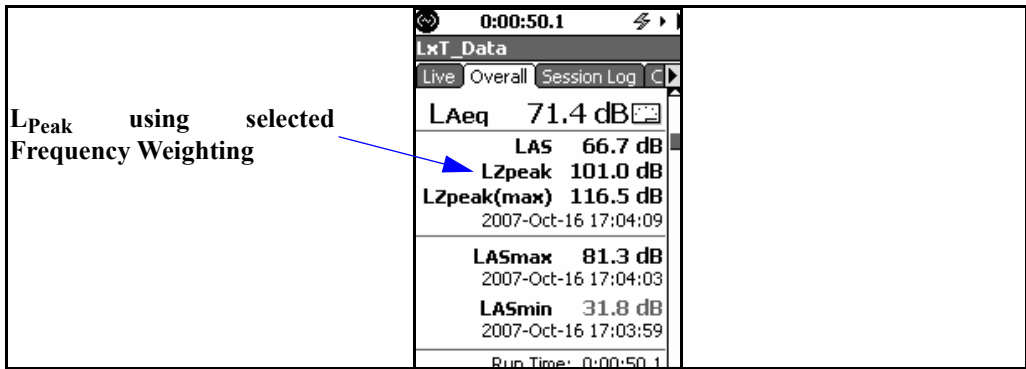 0:00:50.1
LxT_Data
Live Overall Session Log C
LPeak using selected
Frequency Weighting
LAeq 71.4 dB
LAS 66.7 dB
LZpeak 101.0 dB
LZpeak(max) 116.5 dB
2007-Oct-16 17:04:09
LASmax 81.3 dB
2007-Oct-16 17:04:03
LASmin 31.8 dB
2007-Oct-16 17:03:59
Run Time: 0:00:50.1